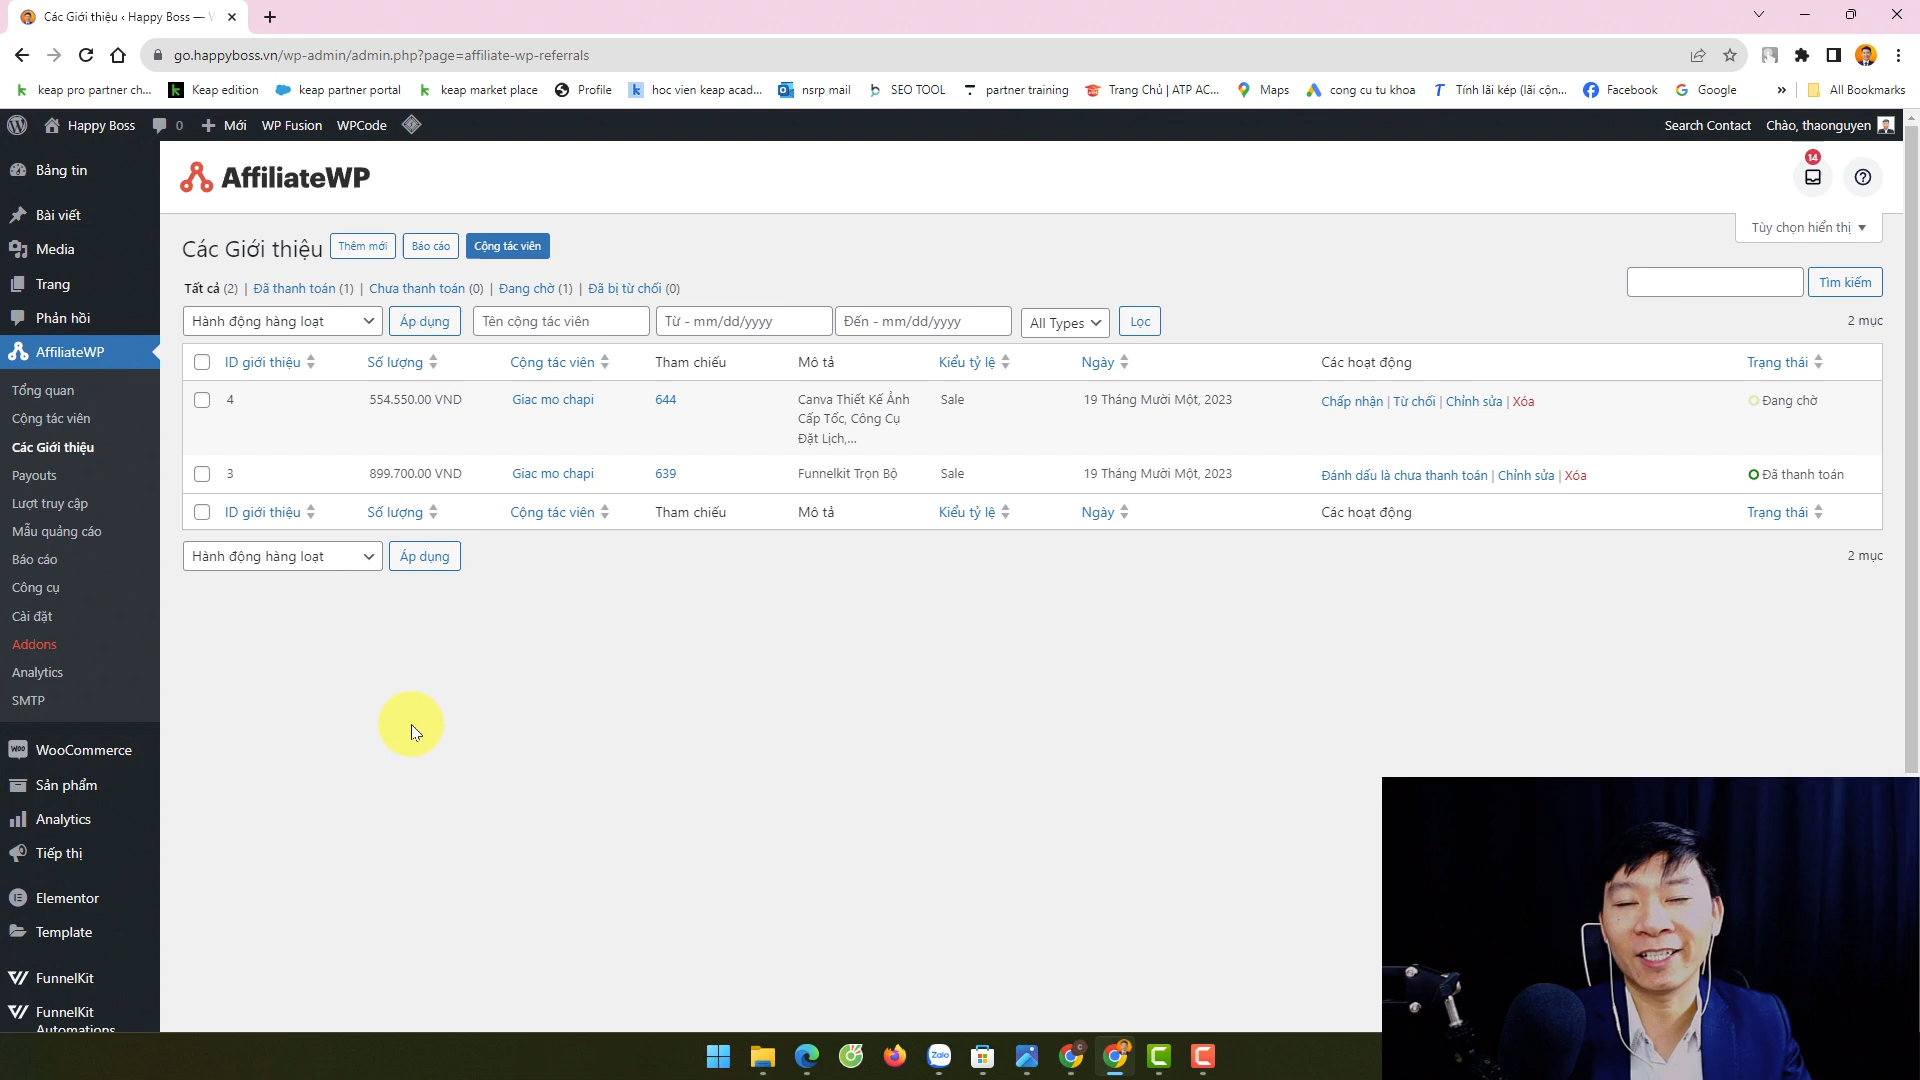 Các Giới thiệu ‹ Happy Boss —
go.happyboss.vn/wp-admin/admin.php?page=affiliate-wp-referrals
keap pro partner ch... Keap edition keap partner portal keap market place Profile hoc vien keap acad... nsrp mail SEO TOOL partner training Trang Chủ | ATP AC... Maps cong cu tu khoa Tính lãi kép (lãi cộn... Facebook Google » All Bookmarks
Happy Boss 0 Mới WP Fusion WPCode Search Contact Chào, thaonguyen
Bảng tin
Bài viết
Media
Trang
Phản hồi
AffiliateWP
Tổng quan
Cộng tác viên
Các Giới thiệu
Payouts
Lượt truy cập
Mẫu quảng cáo
Báo cáo
Công cụ
Cài đặt
Addons
Analytics
SMTP
WooCommerce
Sản phẩm
Analytics
Tiếp thị
Elementor
Template
FunnelKit
FunnelKit
Automations
AffiliateWP
14
Tùy chọn hiển thị
Các Giới thiệu Thêm mới Báo cáo Cộng tác viên
Tất cả (2) | Đã thanh toán (1) | Chưa thanh toán (0) | Đang chờ (1) | Đã bị từ chối (0)
Tìm kiếm
Hành động hàng loạt Áp dụng Tên cộng tác viên Từ - mm/dd/yyyy Đến - mm/dd/yyyy All Types Lọc 2 mục
ID giới thiệu Số lượng Cộng tác viên Tham chiếu Mô tả Kiểu tỷ lệ Ngày Các hoạt động Trạng thái
4 554.550.00 VND Giac mo chapi 644 Canva Thiết Kế Ảnh Sale 19 Tháng Mười Một, 2023 Chấp nhận | Từ chối | Chỉnh sửa | Xóa Đang chờ
Cấp Tốc, Công Cụ
Đặt Lịch,...
3 899.700.00 VND Giac mo chapi 639 Funnelkit Trọn Bộ Sale 19 Tháng Mười Một, 2023 Đánh dấu là chưa thanh toán | Chỉnh sửa | Xóa Đã thanh toán
ID giới thiệu Số lượng Cộng tác viên Tham chiếu Mô tả Kiểu tỷ lệ Ngày Các hoạt động Trạng thái
Hành động hàng loạt Áp dụng 2 mục
Zalo